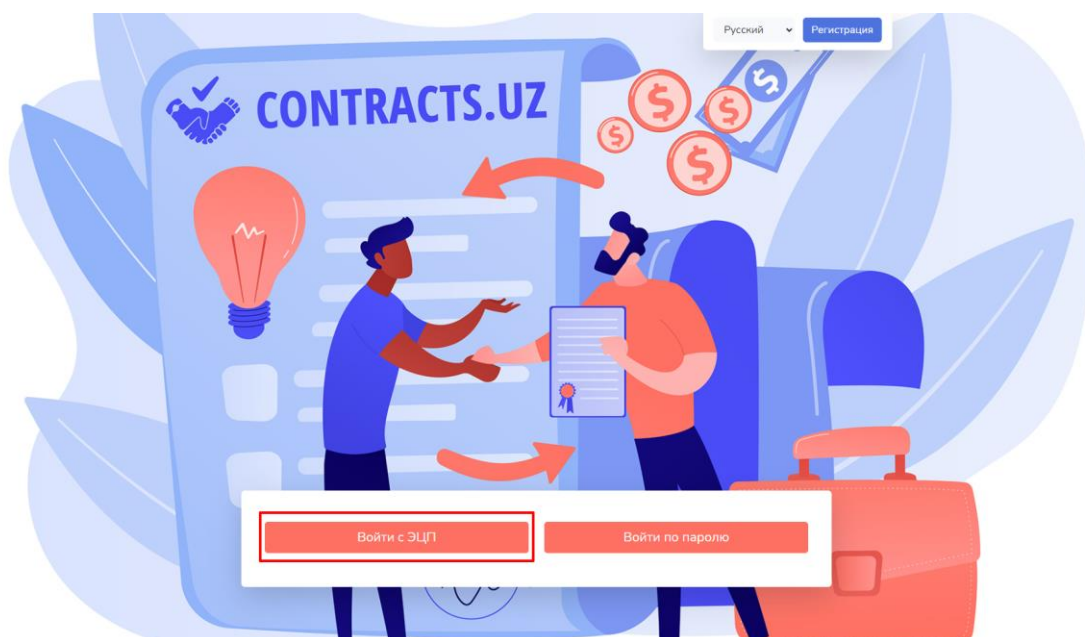 Русский
Регистрация
CONTRACTS.UZ
Войти с ЭЦП
Войти по паролю